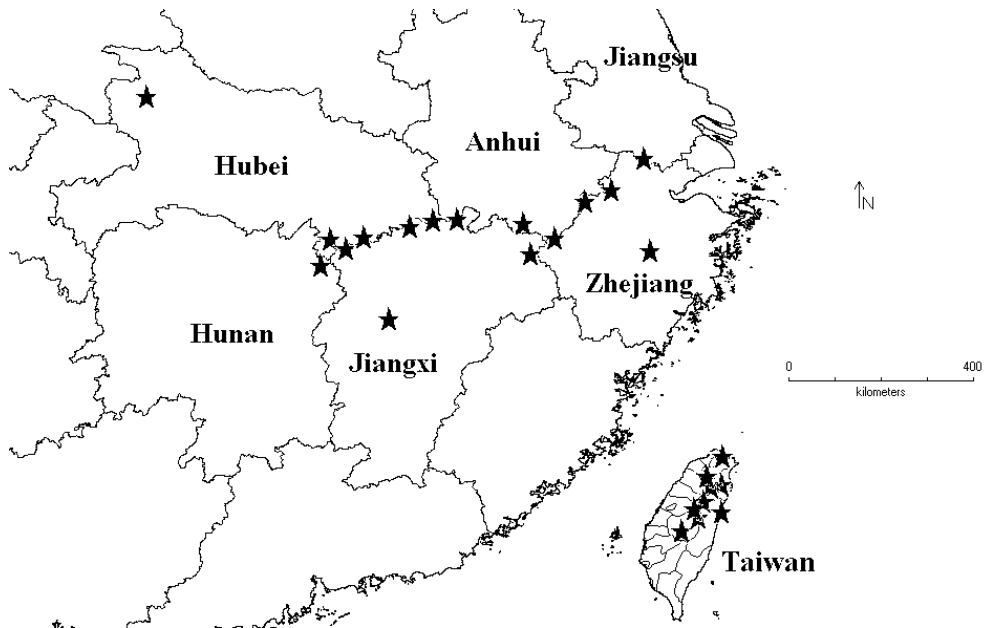 Jiangsu
Anhui
Hubei
N
Zhejiang
Hunan
Jiangxi
0 400
kilometers
Taiwan